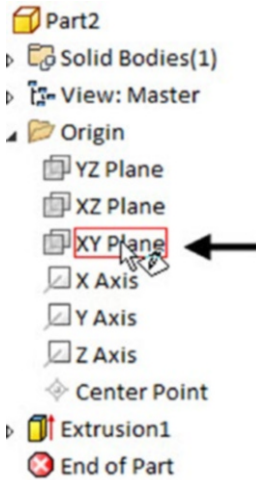 Part2
Solid Bodies(1)
View: Master
Origin
YZ Plane
XZ Plane
XY Plane
X Axis
Y Axis
Z Axis
Center Point
Extrusion1
End of Part